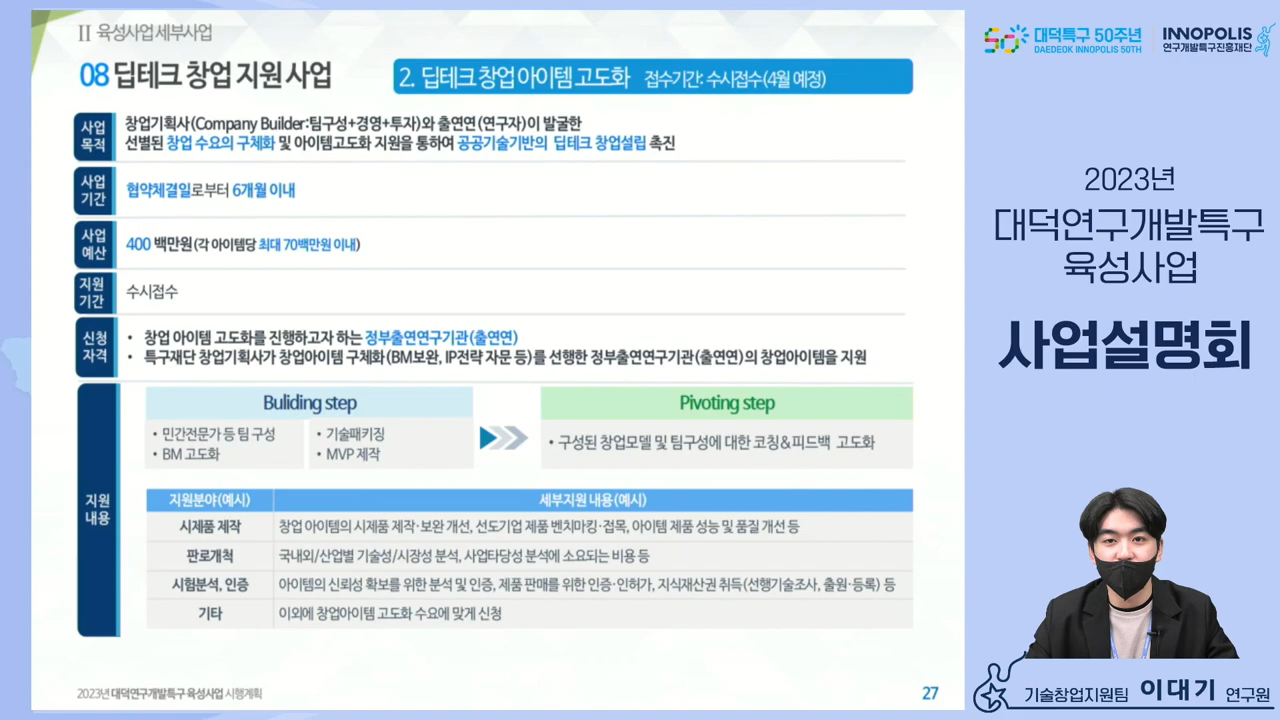 Ⅱ 육성사업 세부사업
08 딥테크 창업 지원 사업
2. 딥테크 창업 아이템 고도화 접수기간: 수시접수(4월 예정)
사업
목적
창업기획사(Company Builder:팀구성+경영+투자)와 출연연(연구자)이 발굴한
선별된 창업 수요의 구체화 및 아이템고도화 지원을 통하여 공공기술기반의 딥테크 창업설립 촉진
사업
기간
협약체결일로부터 6개월 이내
사업
예산
400 백만원(각 아이템당 최대 70백만원 이내)
지원
기간
수시접수
신청
자격
• 창업 아이템 고도화를 진행하고자 하는 정부출연연구기관(출연연)
• 특구재단 창업기획사가 창업아이템 구체화(BM보완, IP전략 자문 등)를 선행한 정부출연연구기관(출연연)의 창업아이템을 지원
지원
내용
Buliding step
• 민간전문가 등 팀 구성
• BM 고도화
• 기술패키징
• MVP 제작
Pivoting step
• 구성된 창업모델 및 팀구성에 대한 코칭&피드백 고도화
지원분야(예시) 세부지원 내용(예시)
시제품 제작 창업 아이템의 시제품 제작·보완 개선, 선도기업 제품 벤치마킹·접목, 아이템 제품 성능 및 품질 개선 등
판로개척 국내외/산업별 기술성/시장성 분석, 사업타당성 분석에 소요되는 비용 등
시험분석, 인증 아이템의 신뢰성 확보를 위한 분석 및 인증, 제품 판매를 위한 인증·인허가, 지식재산권 취득(선행기술조사, 출원·등록) 등
기타 이외에 창업아이템 고도화 수요에 맞게 신청
2023년 대덕연구개발특구 육성사업 시행계획
27
50 대덕특구 50주년
DAEDEOK INNOPOLIS 50TH
INNOPOLIS
연구개발특구진흥재단
2023년
대덕연구개발특구
육성사업
사업설명회
기술창업지원팀 이대기 연구원